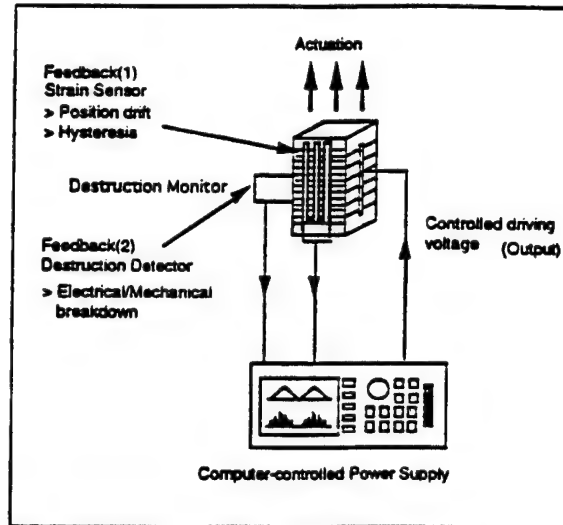 Actuation
Feedback(1)
Strain Sensor
> Position drift
> Hysteresis
Destruction Monitor
Feedback(2)
Destruction Detector
> Electrical/Mechanical
breakdown
Controlled driving
voltage (Output)
Computer-controlled Power Supply